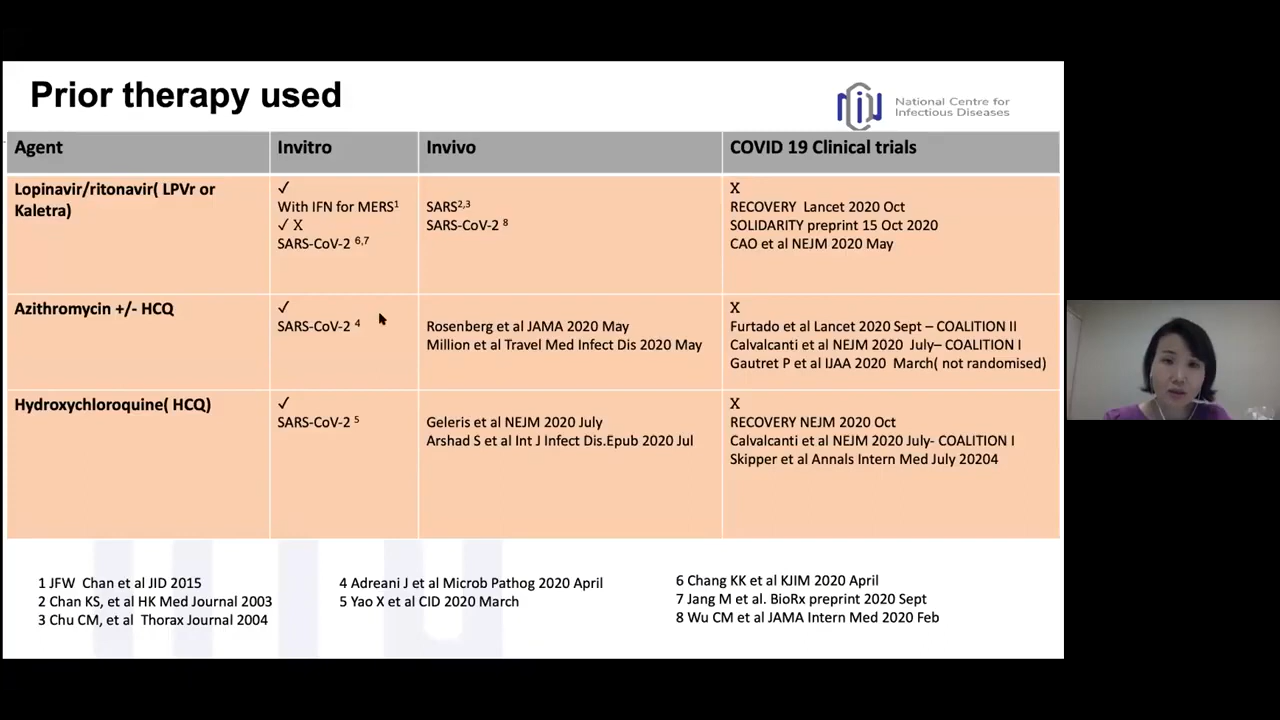 Prior therapy used
National Centre for
Infectious Diseases
Agent
Invitro
Invivo
COVID 19 Clinical trials
Lopinavir/ritonavir( LPVr or
Kaletra)
✓
With IFN for MERS1
✓ X
SARS-CoV-2 6,7
SARS2,3
SARS-CoV-2 8
X
RECOVERY Lancet 2020 Oct
SOLIDARITY preprint 15 Oct 2020
CAO et al NEJM 2020 May
Azithromycin +/- HCQ
✓
SARS-CoV-2 4
Rosenberg et al JAMA 2020 May
Million et al Travel Med Infect Dis 2020 May
X
Furtado et al Lancet 2020 Sept – COALITION II
Calvalcanti et al NEJM 2020 July– COALITION I
Gautret P et al IJAA 2020 March( not randomised)
Hydroxychloroquine( HCQ)
✓
SARS-CoV-2 5
Geleris et al NEJM 2020 July
Arshad S et al Int J Infect Dis.Epub 2020 Jul
X
RECOVERY NEJM 2020 Oct
Calvalcanti et al NEJM 2020 July- COALITION I
Skipper et al Annals Intern Med July 20204
1 JFW Chan et al JID 2015
2 Chan KS, et al HK Med Journal 2003
3 Chu CM, et al Thorax Journal 2004
4 Adreani J et al Microb Pathog 2020 April
5 Yao X et al CID 2020 March
6 Chang KK et al KJIM 2020 April
7 Jang M et al. BioRx preprint 2020 Sept
8 Wu CM et al JAMA Intern Med 2020 Feb